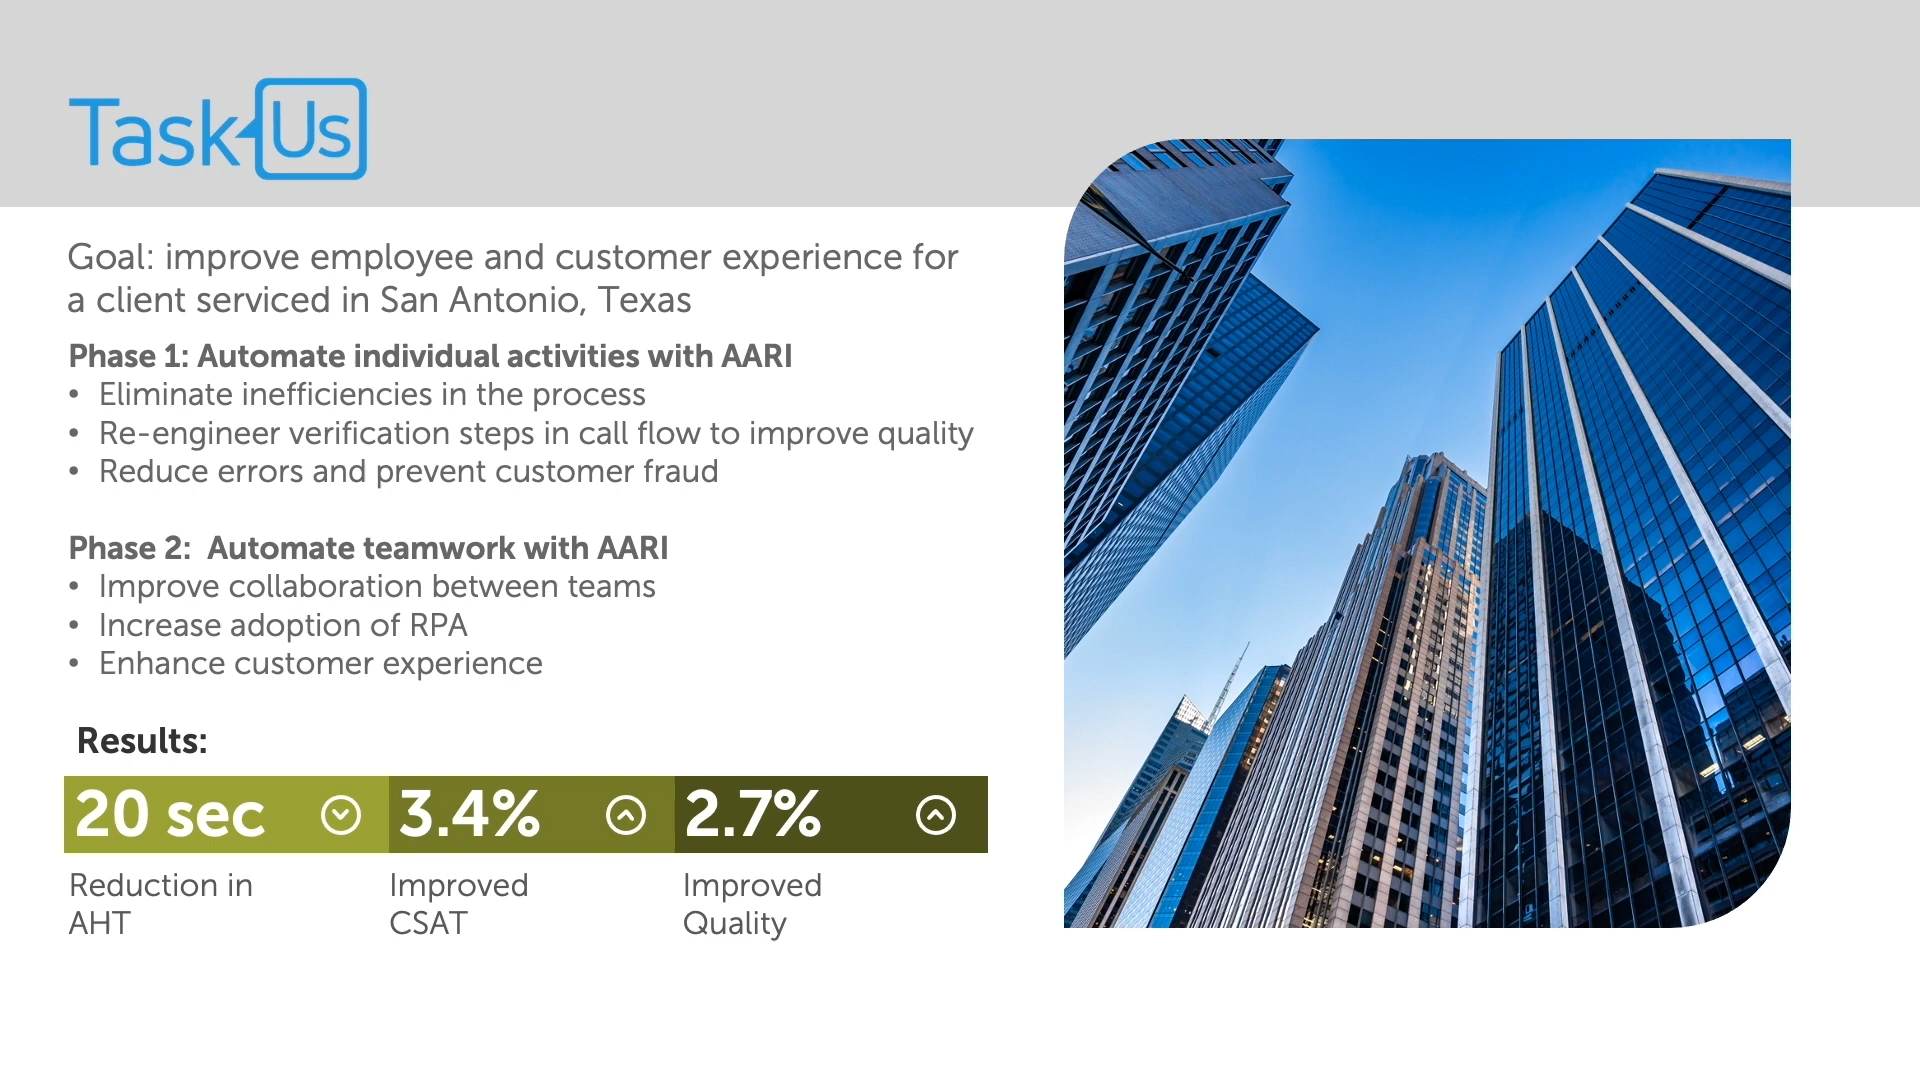 TaskUs
Goal: improve employee and customer experience for
a client serviced in San Antonio, Texas
Phase 1: Automate individual activities with AARI
• Eliminate inefficiencies in the process
• Re-engineer verification steps in call flow to improve quality
• Reduce errors and prevent customer fraud
Phase 2:  Automate teamwork with AARI
• Improve collaboration between teams
• Increase adoption of RPA
• Enhance customer experience
Results:
20 sec 3.4% 2.7%
Reduction in Improved Improved
AHT CSAT Quality